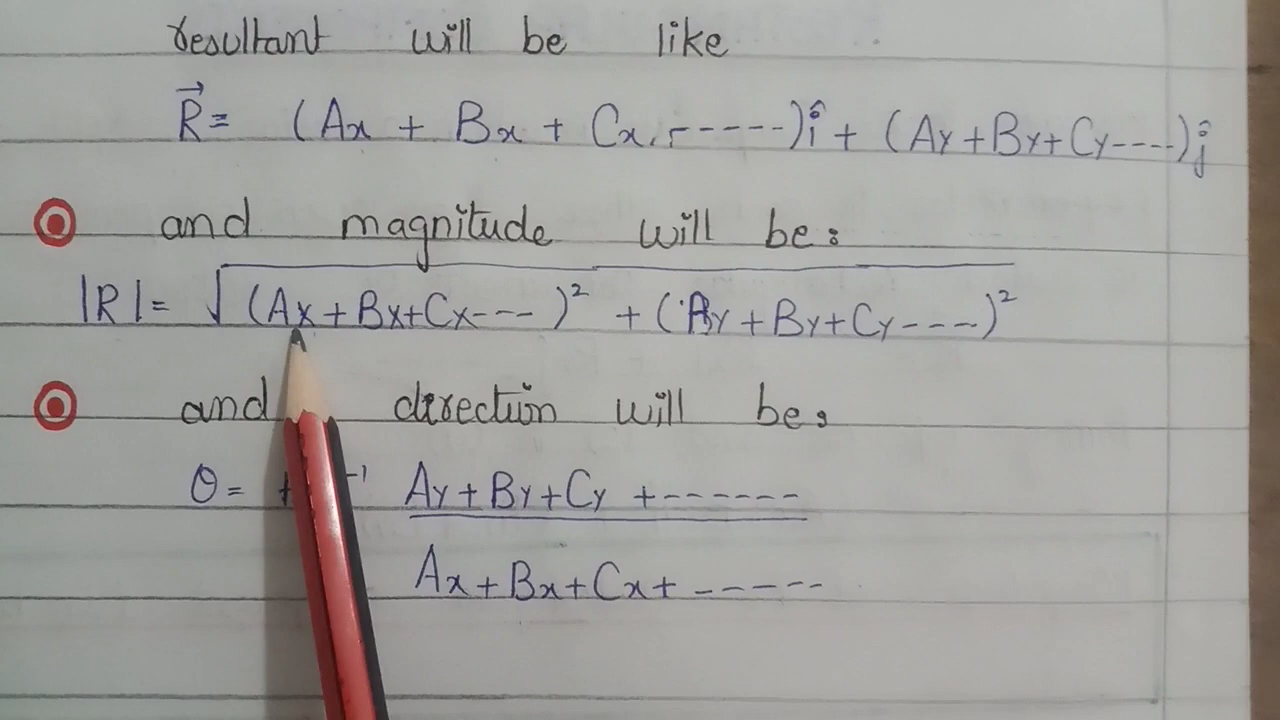 resultant will be like
R⃗= (Ax + Bx + Cx, ------)î + (Ay+By+Cy----)ĵ
and magnitude will be:
|R|= √(Ax+Bx+Cx---)² + (Ay+By+Cy----)²
and direction will be,
θ= ⁻¹ Ay+By+Cy +------
Ax+Bx+Cx+ -----